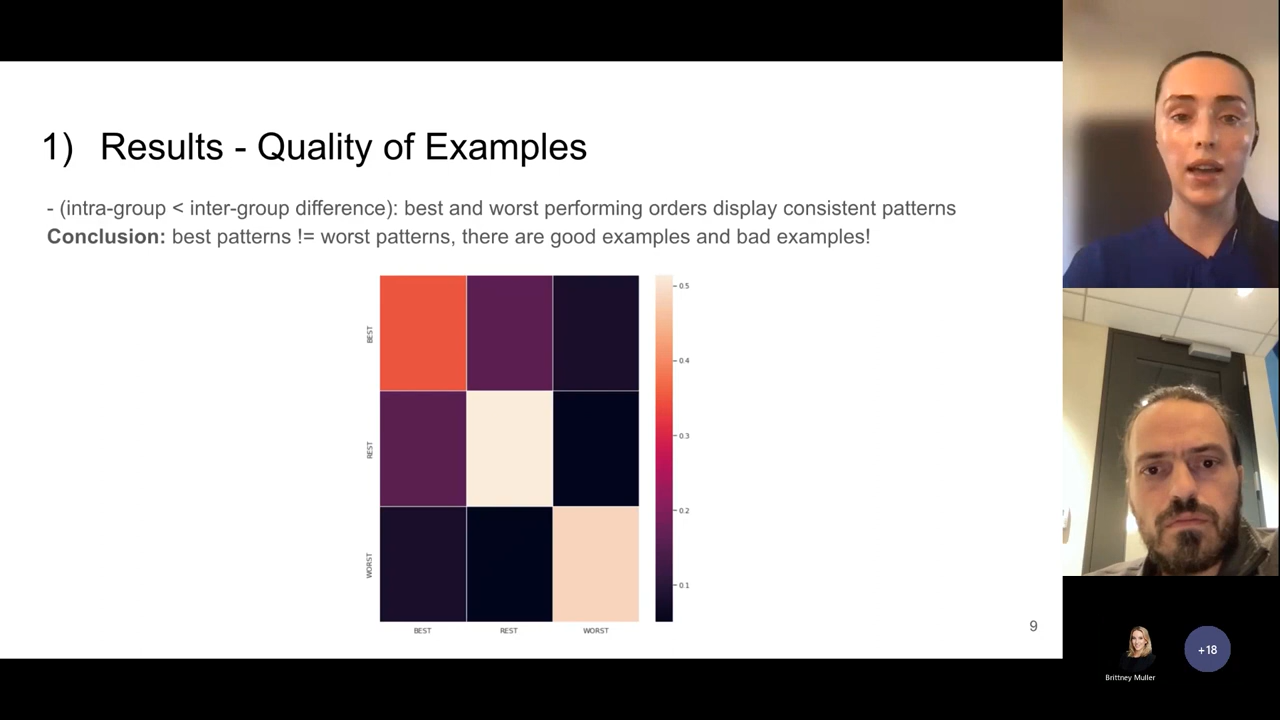 1) Results - Quality of Examples
- (intra-group < inter-group difference): best and worst performing orders display consistent patterns
Conclusion: best patterns != worst patterns, there are good examples and bad examples!
BEST
REST
WORST
0.5
0.4
0.3
0.2
0.1
BEST REST WORST
9
+18
Brittney Muller